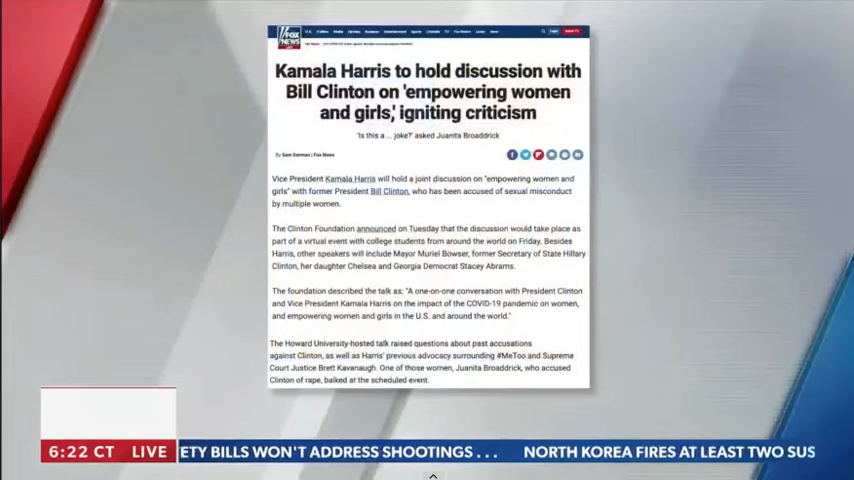 FOX
NEWS
Kamala Harris to hold discussion with
Bill Clinton on 'empowering women
and girls,' igniting criticism
'Is this a ... joke?' asked Juanita Broaddrick
By Sam Dorman | Fox News
Vice President Kamala Harris will hold a joint discussion on "empowering women and
girls" with former President Bill Clinton, who has been accused of sexual misconduct
by multiple women.
The Clinton Foundation announced on Tuesday that the discussion would take place as
part of a virtual event with college students from around the world on Friday. Besides
Harris, other speakers will include Mayor Muriel Bowser, former Secretary of State Hillary
Clinton, her daughter Chelsea and Georgia Democrat Stacey Abrams.
The foundation described the talk as: "A one-on-one conversation with President Clinton
and Vice President Kamala Harris on the impact of the COVID-19 pandemic on women,
and empowering women and girls in the U.S. and around the world."
The Howard University-hosted talk raised questions about past accusations
against Clinton, as well as Harris' previous advocacy surrounding #MeToo and Supreme
Court Justice Brett Kavanaugh. One of those women, Juanita Broaddrick, who accused
Clinton of rape, balked at the scheduled event.
6:22 CT LIVE ETY BILLS WON'T ADDRESS SHOOTINGS . . . NORTH KOREA FIRES AT LEAST TWO SUS